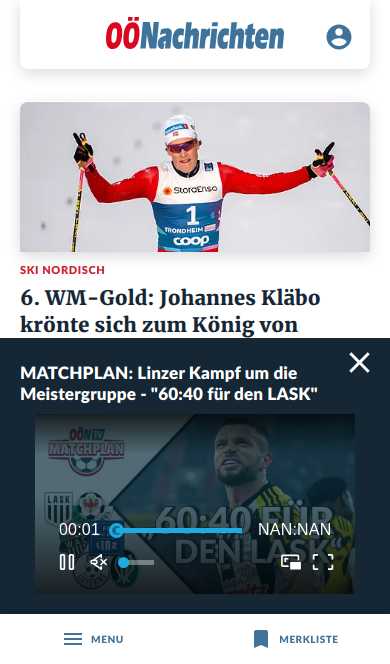 OÖNachrichten
StoraEnso
1
TRONDHEIM
coop
SKI NORDISCH
6. WM-Gold: Johannes Kläbo
krönte sich zum König von
MATCHPLAN: Linzer Kampf um die
Meistergruppe - "60:40 für den LASK"
OÖN TV
MATCHPLAN
LASK
60:40 FÜR
DEN LASK"
00:01
NAN:NAN
MENU
MERKLISTE